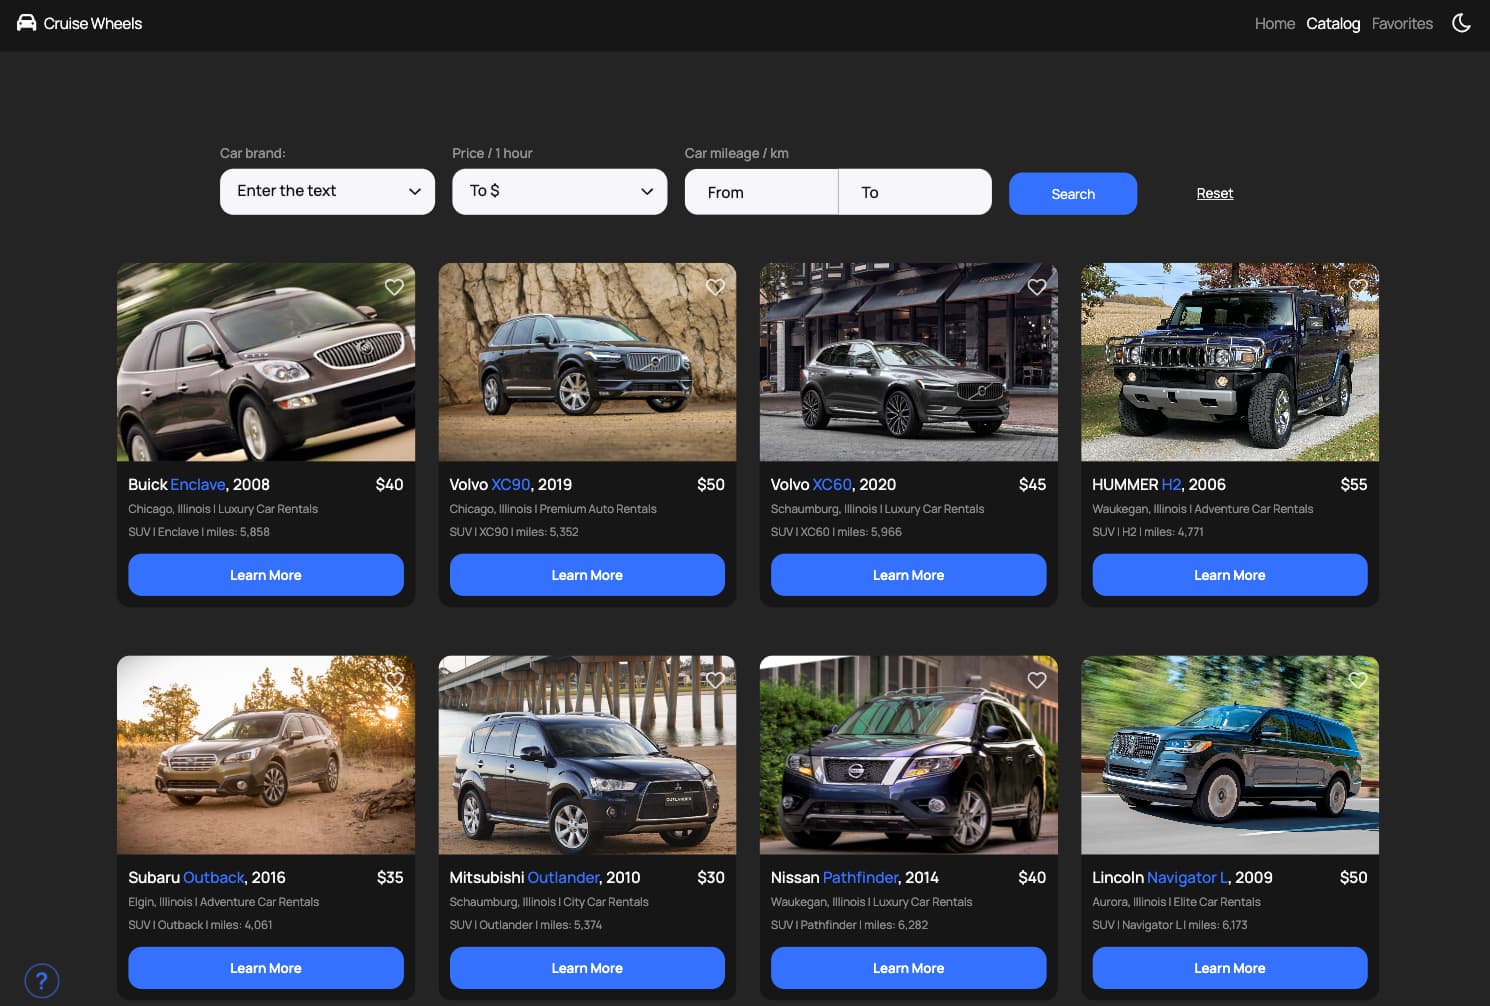 Cruise Wheels
Home Catalog Favorites
Car brand: Price / 1 hour Car mileage / km
Enter the text To $ From To Search Reset
Buick Enclave, 2008 $40
Chicago, Illinois | Luxury Car Rentals
SUV | Enclave | miles: 5,858
Learn More
Volvo XC90, 2019 $50
Chicago, Illinois | Premium Auto Rentals
SUV | XC90 | miles: 5,352
Learn More
Volvo XC60, 2020 $45
Schaumburg, Illinois | Luxury Car Rentals
SUV | XC60 | miles: 5,966
Learn More
HUMMER H2, 2006 $55
Waukegan, Illinois | Adventure Car Rentals
SUV | H2 | miles: 4,771
Learn More
Subaru Outback, 2016 $35
Elgin, Illinois | Adventure Car Rentals
SUV | Outback | miles: 4,061
Learn More
OUTLANDER
Mitsubishi Outlander, 2010 $30
Schaumburg, Illinois | City Car Rentals
SUV | Outlander | miles: 5,374
Learn More
Nissan Pathfinder, 2014 $40
Waukegan, Illinois | Luxury Car Rentals
SUV | Pathfinder | miles: 6,282
Learn More
Lincoln Navigator L, 2009 $50
Aurora, Illinois | Elite Car Rentals
SUV | Navigator L | miles: 6,173
Learn More
?